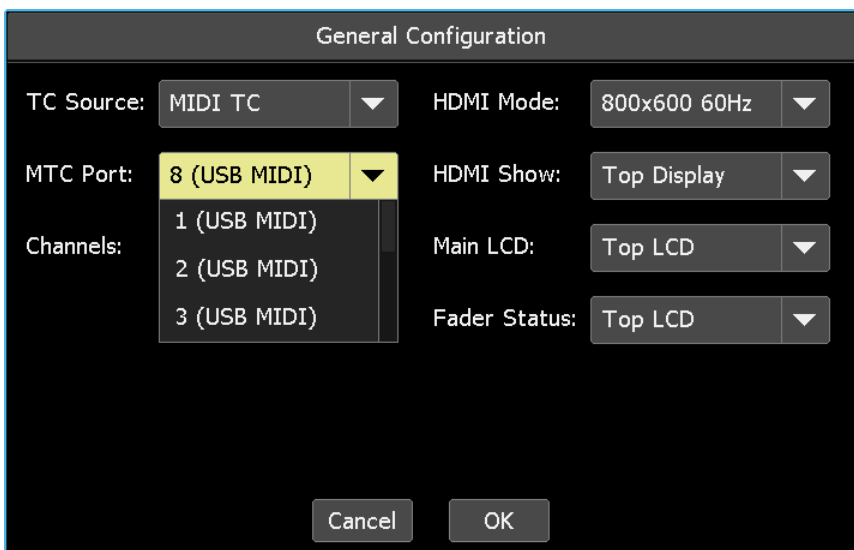 General Configuration
TC Source: MIDI TC HDMI Mode: 800x600 60Hz
MTC Port: 8 (USB MIDI) HDMI Show: Top Display
1 (USB MIDI)
Channels: Main LCD: Top LCD
2 (USB MIDI)
3 (USB MIDI) Fader Status: Top LCD
Cancel OK